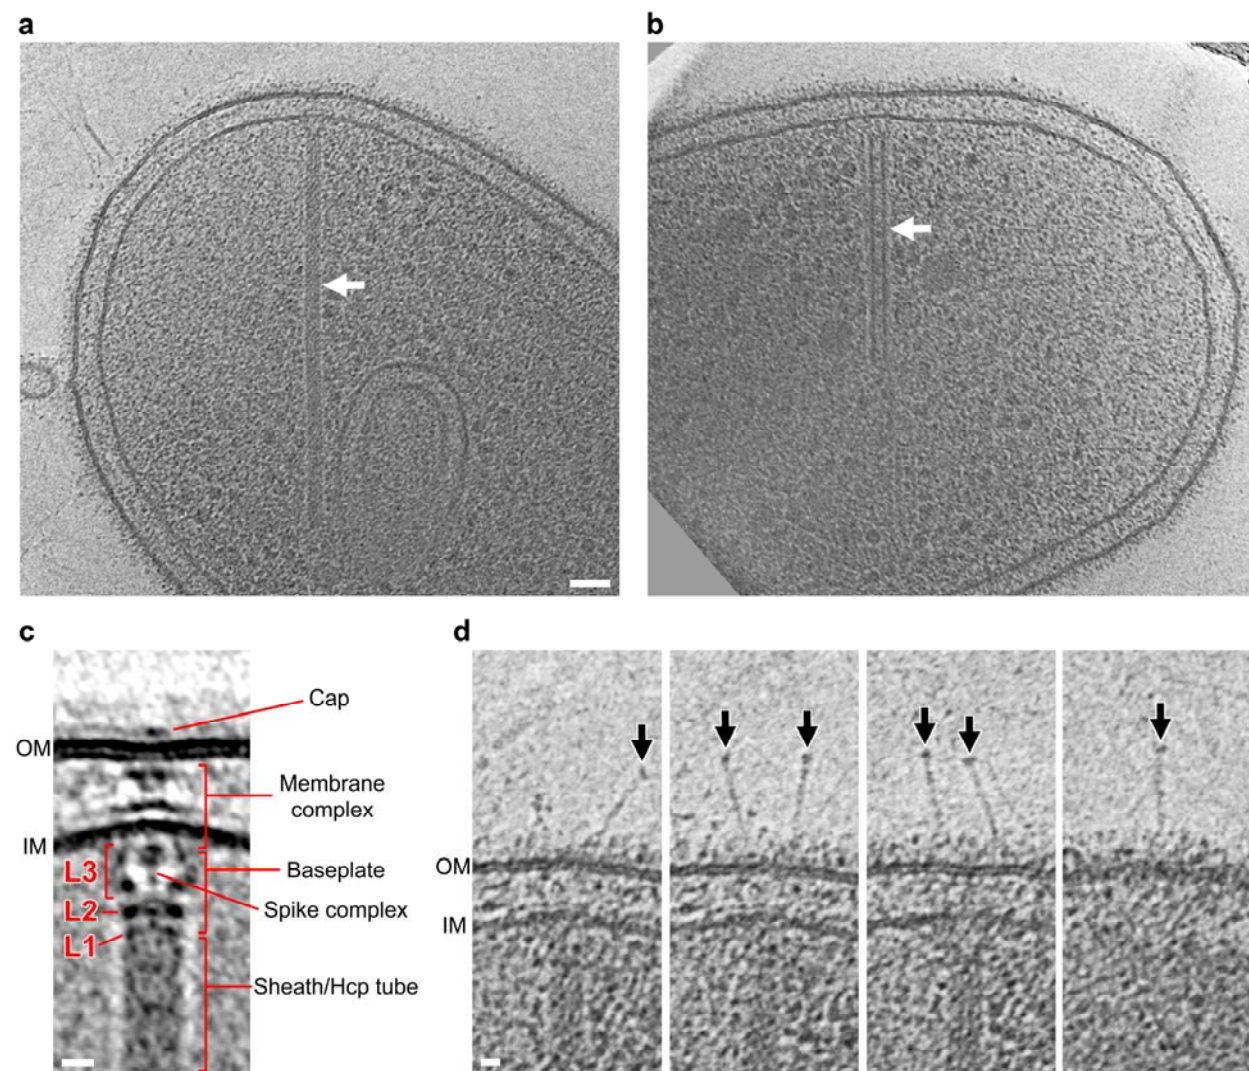 a
b
c
Cap
OM
Membrane
complex
IM
L3
Baseplate
Spike complex
L2
L1
Sheath/Hcp tube
d
OM
IM